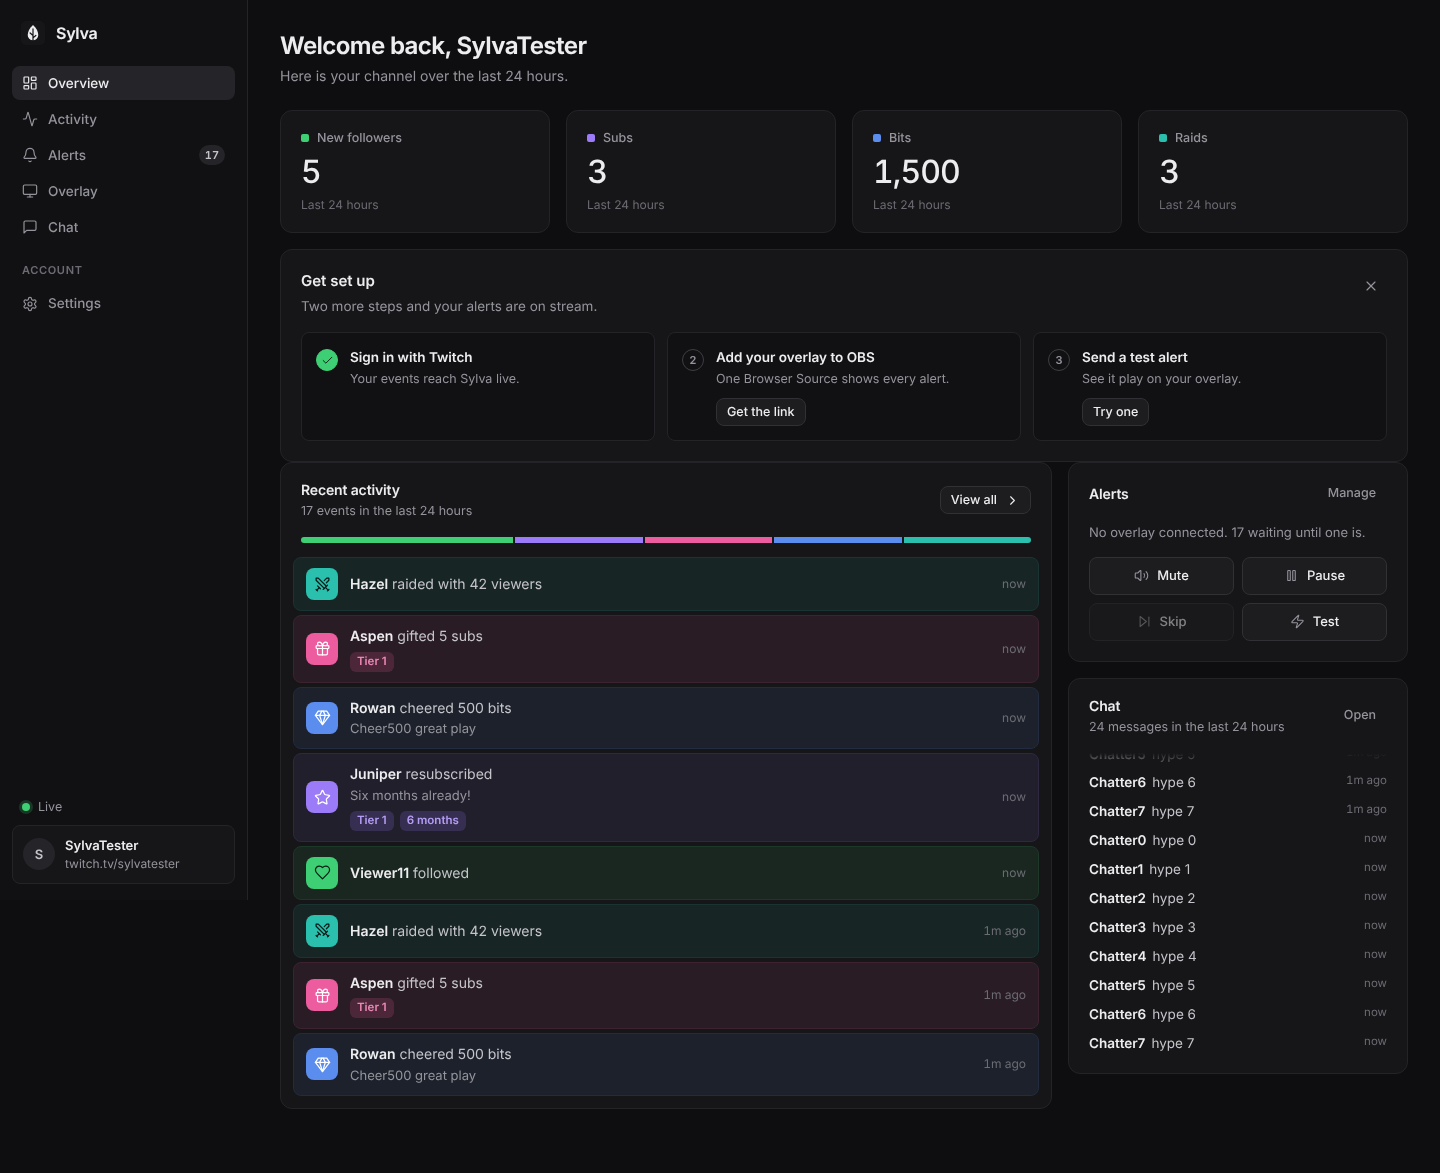 Sylva
Overview
Activity
Alerts 17
Overlay
Chat
ACCOUNT
Settings
Live
S
SylvaTester
twitch.tv/sylvatester
Welcome back, SylvaTester
Here is your channel over the last 24 hours.
New followers
5
Last 24 hours
Subs
3
Last 24 hours
Bits
1,500
Last 24 hours
Raids
3
Last 24 hours
Get set up
Two more steps and your alerts are on stream.
Sign in with Twitch
Your events reach Sylva live.
2 Add your overlay to OBS
One Browser Source shows every alert.
Get the link
3 Send a test alert
See it play on your overlay.
Try one
Recent activity
17 events in the last 24 hours
View all
Hazel raided with 42 viewers now
Aspen gifted 5 subs
Tier 1
now
Rowan cheered 500 bits
Cheer500 great play
now
Juniper resubscribed
Six months already!
Tier 1 6 months
now
Viewer11 followed now
Hazel raided with 42 viewers 1m ago
Aspen gifted 5 subs
Tier 1
1m ago
Rowan cheered 500 bits
Cheer500 great play
1m ago
Alerts
Manage
No overlay connected. 17 waiting until one is.
Mute
Pause
Skip
Test
Chat
24 messages in the last 24 hours
Open
Chatter5 hype 5
Chatter6 hype 6 1m ago
Chatter7 hype 7 1m ago
Chatter0 hype 0 now
Chatter1 hype 1 now
Chatter2 hype 2 now
Chatter3 hype 3 now
Chatter4 hype 4 now
Chatter5 hype 5 now
Chatter6 hype 6 now
Chatter7 hype 7 now